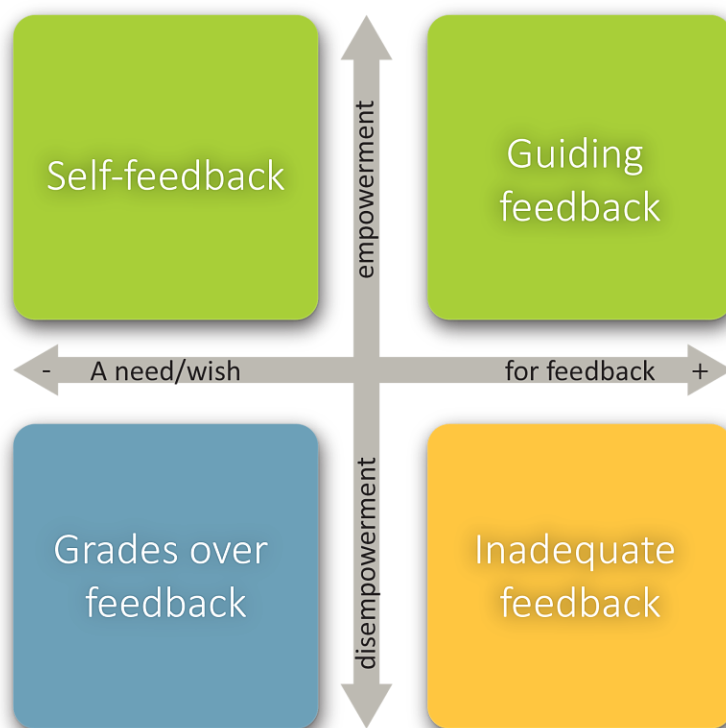 Self-feedback
Guiding
feedback
empowerment
- A need/wish for feedback +
disempowerment
Grades over
feedback
Inadequate
feedback